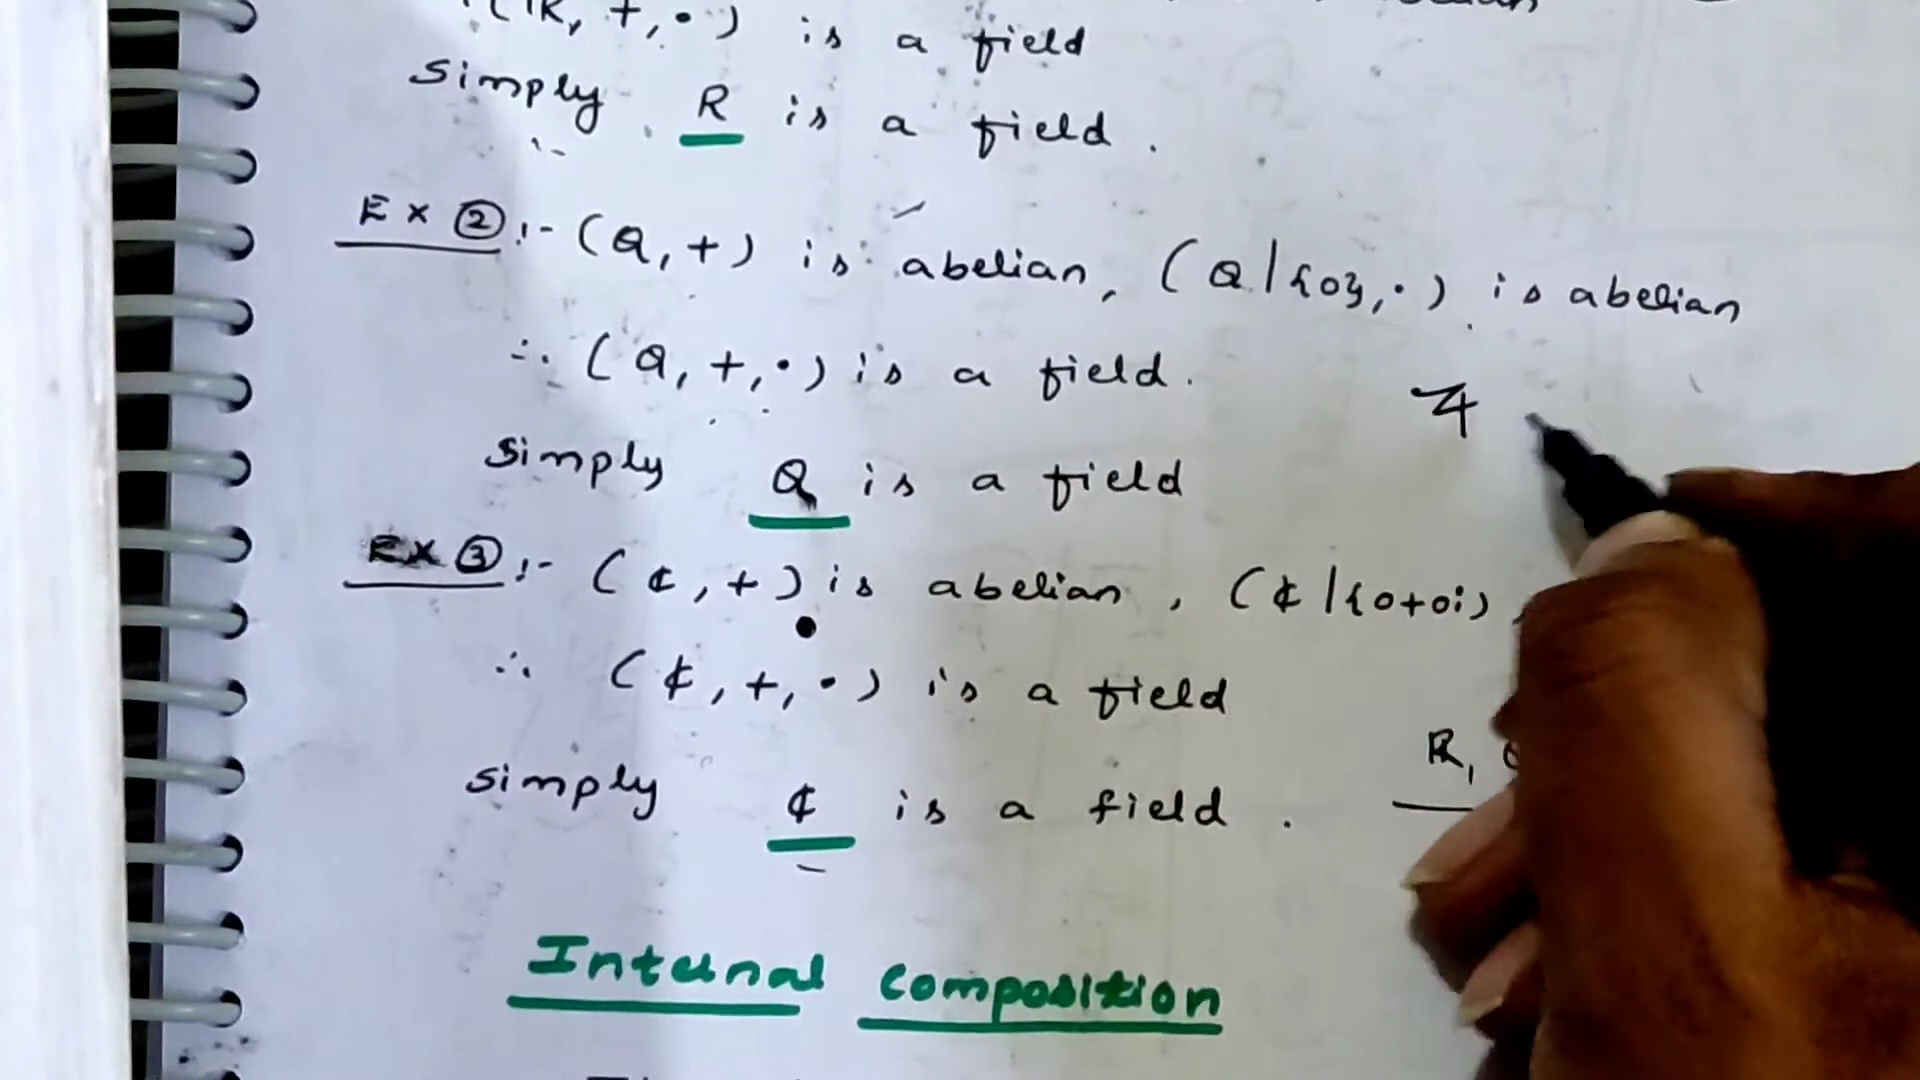 (R, +, •) is a field
Simply R is a field.
Ex ② :- (Q, +) is abelian, (Q/{0}, •) is abelian
∴ (Q, +, •) is a field.
Simply Q is a field
Ex ③ :- (¢, +) is abelian, (¢/{0+0i)
∴ (¢, +, •) is a field
R,
Simply ¢ is a field.
Internal composition